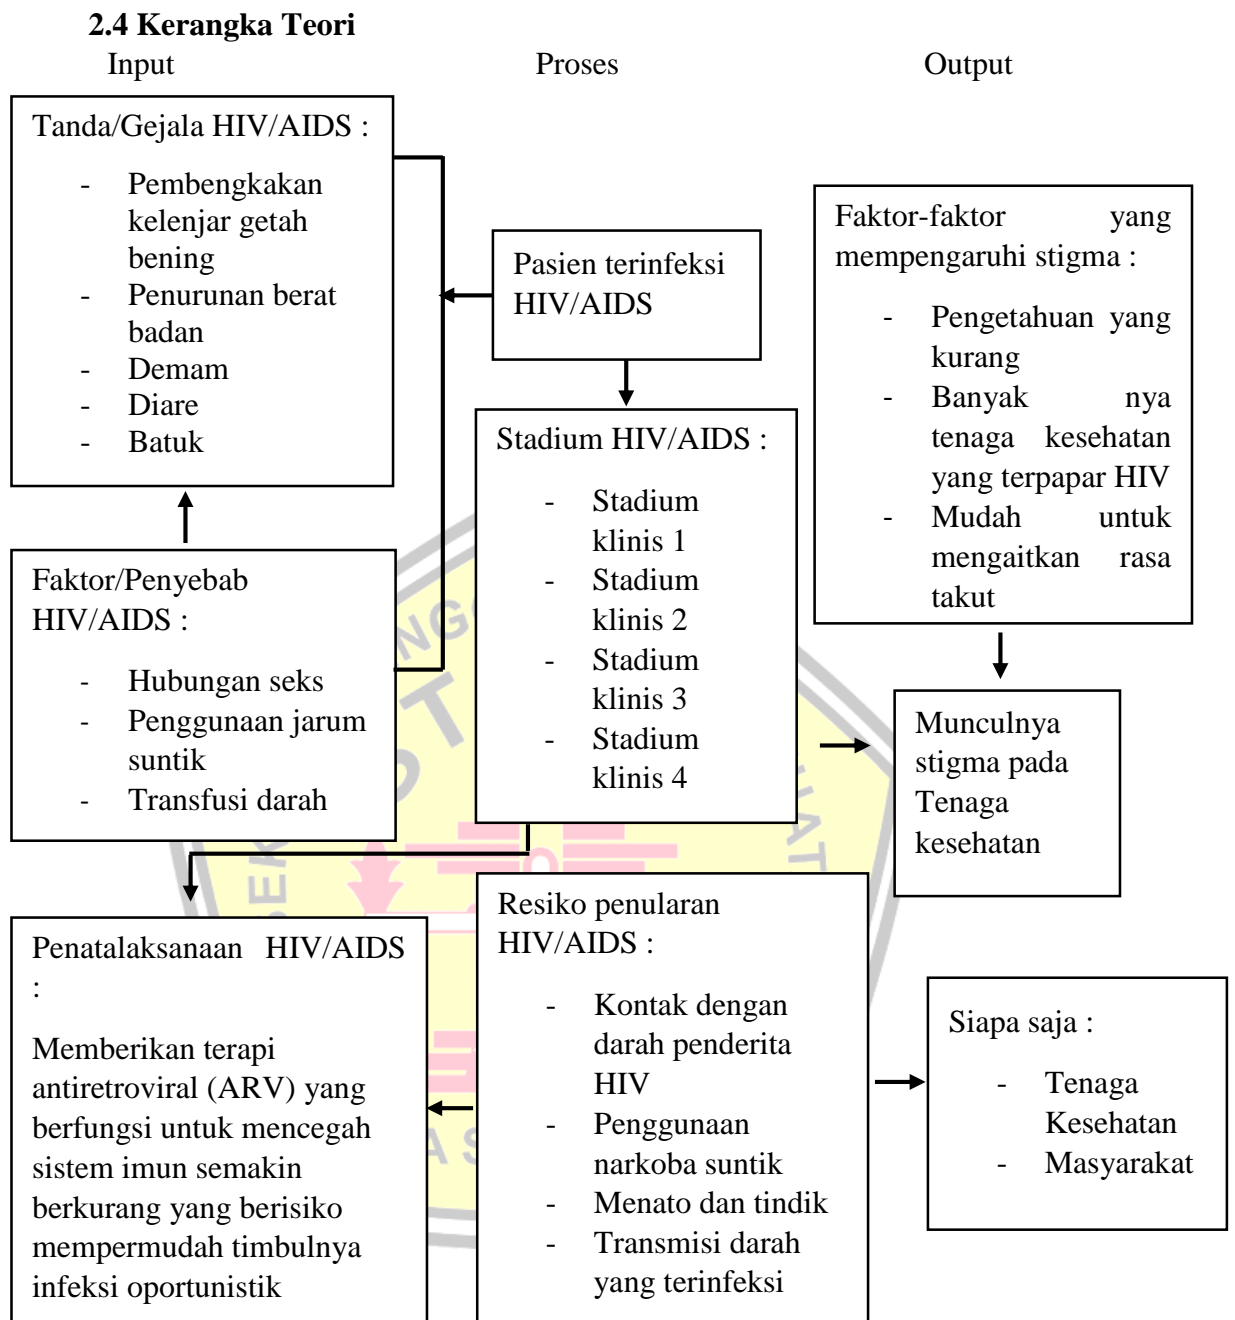 2.4 Kerangka Teori
Input
Proses
Output
Tanda/Gejala HIV/AIDS :
- Pembengkakan
kelenjar getah
bening
- Penurunan berat
badan
- Demam
- Diare
- Batuk
Faktor/Penyebab
HIV/AIDS :
- Hubungan seks
- Penggunaan jarum
suntik
- Transfusi darah
Penatalaksanaan HIV/AIDS
:
Memberikan terapi
antiretroviral (ARV) yang
berfungsi untuk mencegah
sistem imun semakin
berkurang yang berisiko
mempermudah timbulnya
infeksi oportunistik
Pasien terinfeksi
HIV/AIDS
Stadium HIV/AIDS :
- Stadium
klinis 1
- Stadium
klinis 2
- Stadium
klinis 3
- Stadium
klinis 4
Resiko penularan
HIV/AIDS :
- Kontak dengan
darah penderita
HIV
- Penggunaan
narkoba suntik
- Menato dan tindik
- Transmisi darah
yang terinfeksi
Faktor-faktor yang
mempengaruhi stigma :
- Pengetahuan yang
kurang
- Banyak nya
tenaga kesehatan
yang terpapar HIV
- Mudah untuk
mengaitkan rasa
takut
Munculnya
stigma pada
Tenaga
kesehatan
Siapa saja :
- Tenaga
Kesehatan
- Masyarakat